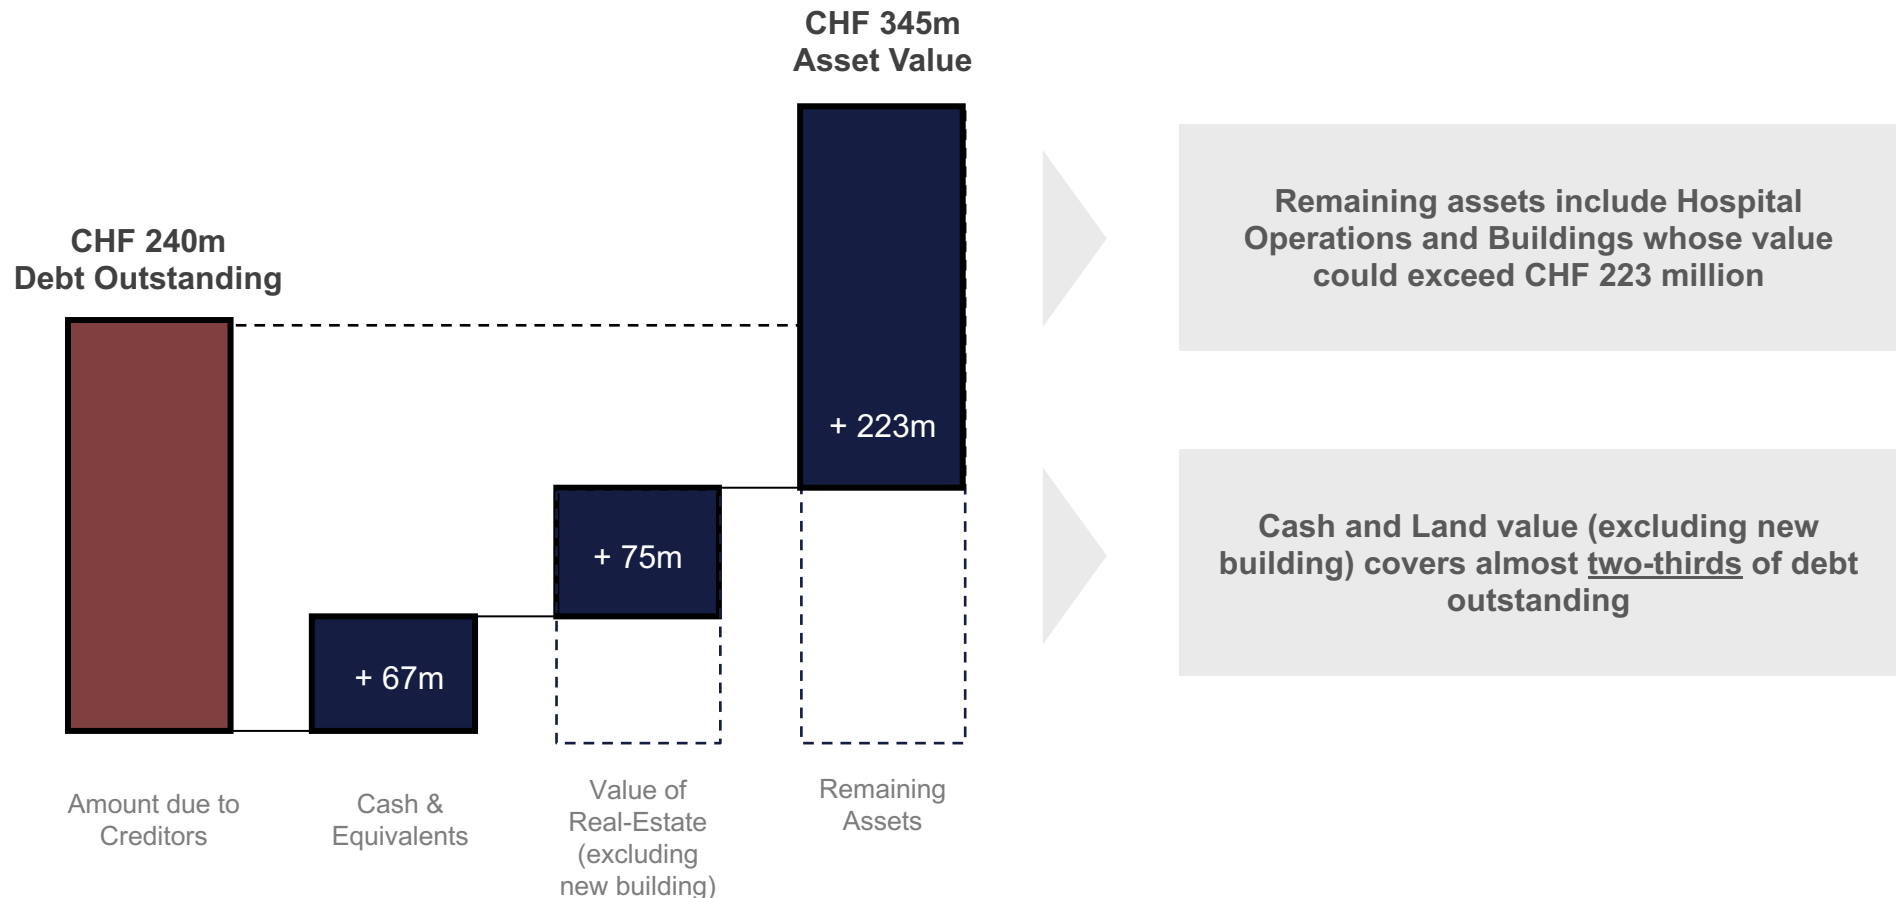 CHF 345m
Asset Value
CHF 240m
Debt Outstanding
+ 223m
+ 75m
+ 67m
Amount due to
Creditors
Cash &
Equivalents
Value of
Real-Estate
(excluding
new building)
Remaining
Assets
Remaining assets include Hospital
Operations and Buildings whose value
could exceed CHF 223 million
Cash and Land value (excluding new
building) covers almost two-thirds of debt
outstanding